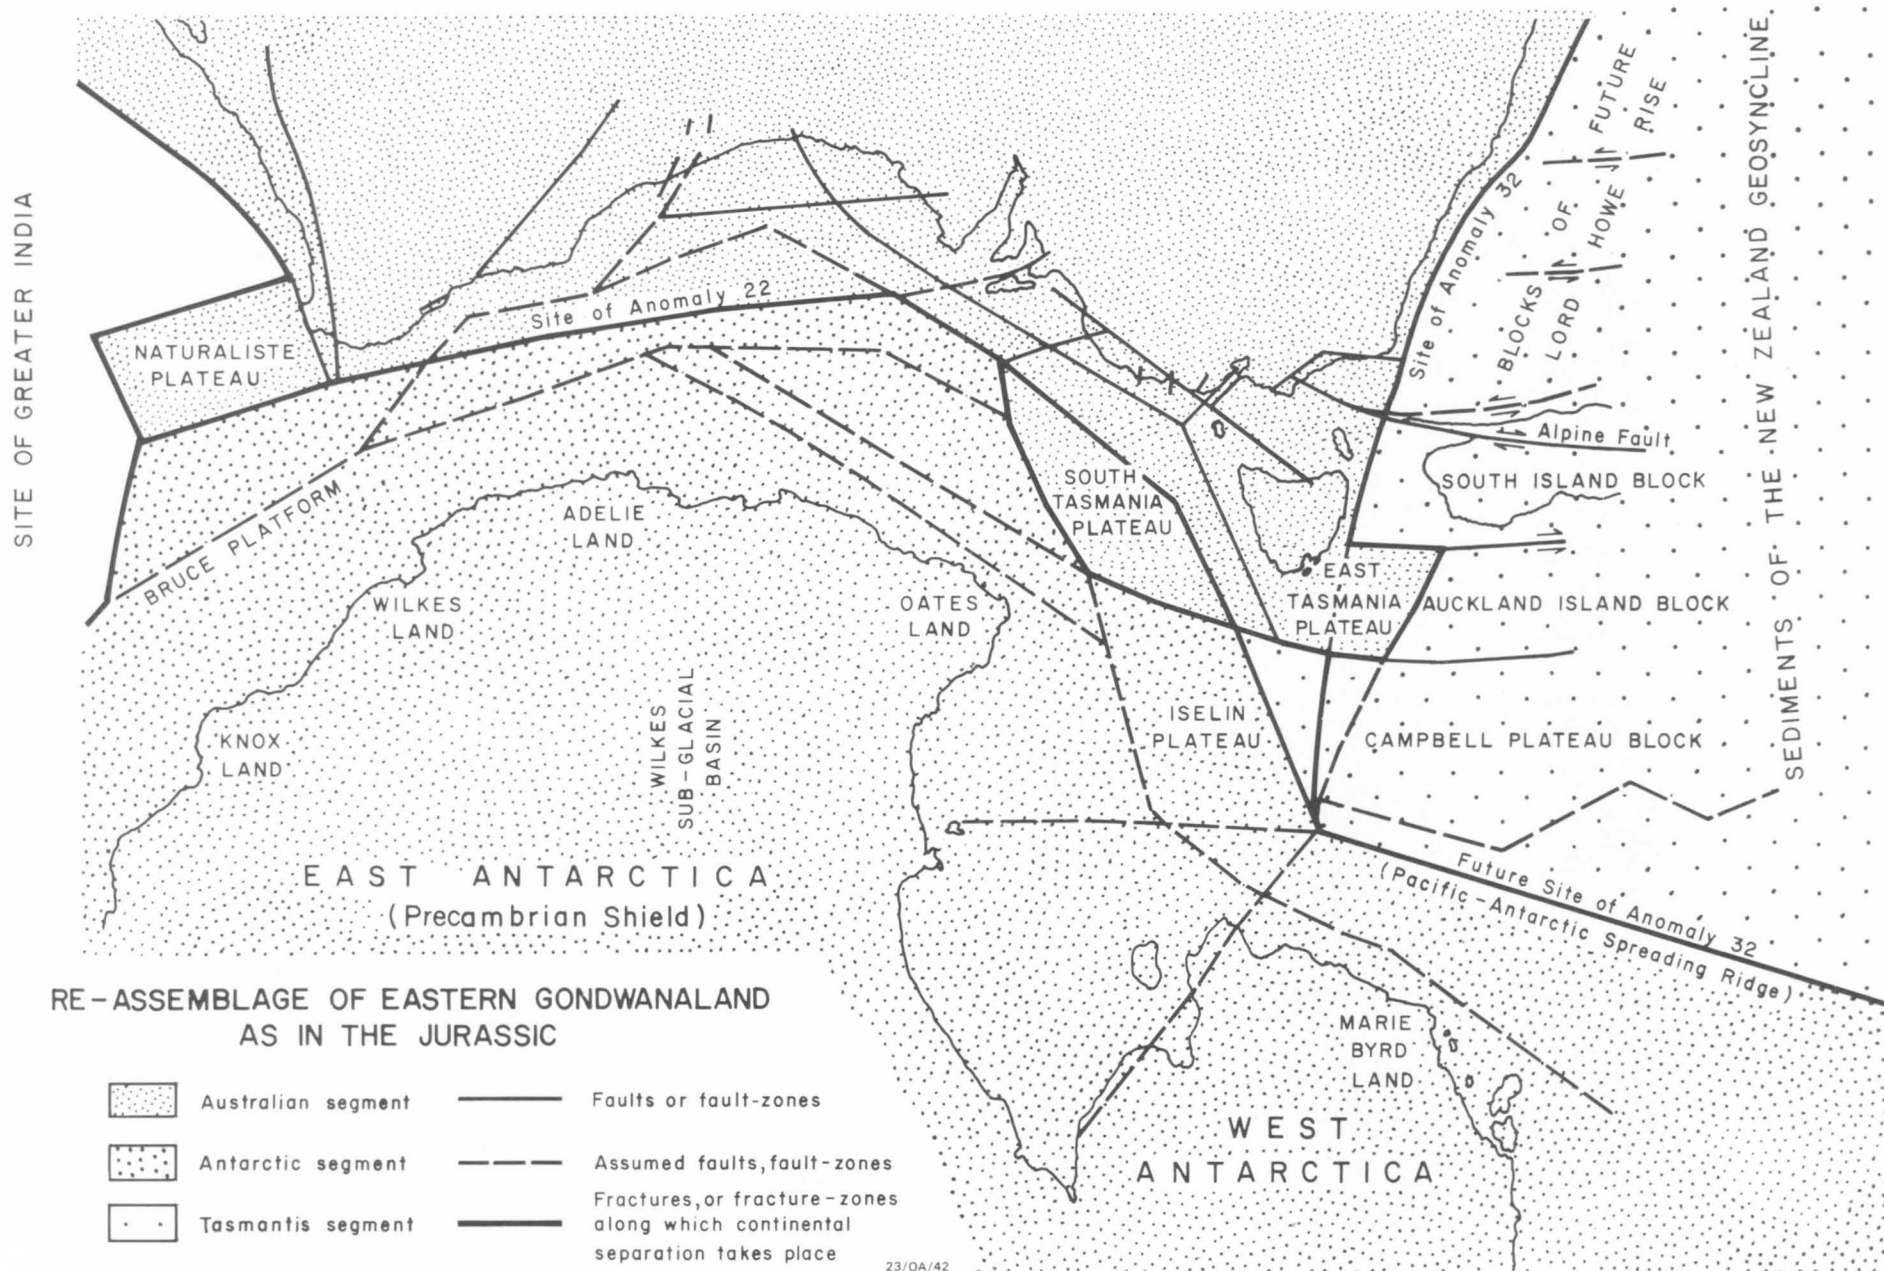 SITE OF GREATER INDIA
NATURALISTE
PLATEAU
Site of Anomaly 22
BRUCE PLATFORM
ADELIE
LAND
WILKES
LAND
OATES
LAND
KNOX
LAND
WILKES
SUB-GLACIAL
BASIN
EAST ANTARCTICA
(Precambrian Shield)
SOUTH
TASMANIA
PLATEAU
EAST
TASMANIA
PLATEAU
ISELIN
PLATEAU
Site of Anomaly 32
BLOCKS OF FUTURE
LORD HOWE RISE
Alpine Fault
SOUTH ISLAND BLOCK
AUCKLAND ISLAND BLOCK
CAMPBELL PLATEAU BLOCK
SEDIMENTS OF THE NEW ZEALAND GEOSYNCLINE
Future Site of Anomaly 32
(Pacific-Antarctic Spreading Ridge)
MARIE
BYRD
LAND
WEST
ANTARCTICA
RE-ASSEMBLAGE OF EASTERN GONDWANALAND
AS IN THE JURASSIC
Australian segment
Antarctic segment
Tasmantis segment
Faults or fault-zones
Assumed faults, fault-zones
Fractures, or fracture-zones
along which continental
separation takes place
23/OA/42